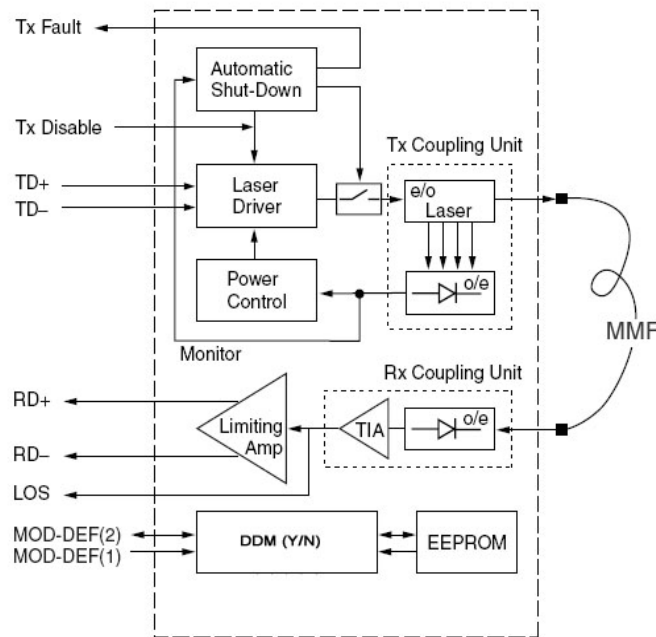 Tx Fault
Automatic
Shut-Down
Tx Disable
Tx Coupling Unit
TD+
TD–
Laser
Driver
e/o
Laser
Power
Control
o/e
MMF
Monitor
Rx Coupling Unit
RD+
RD–
Limiting
Amp
TIA
o/e
LOS
MOD-DEF(2)
MOD-DEF(1)
DDM (Y/N)
EEPROM